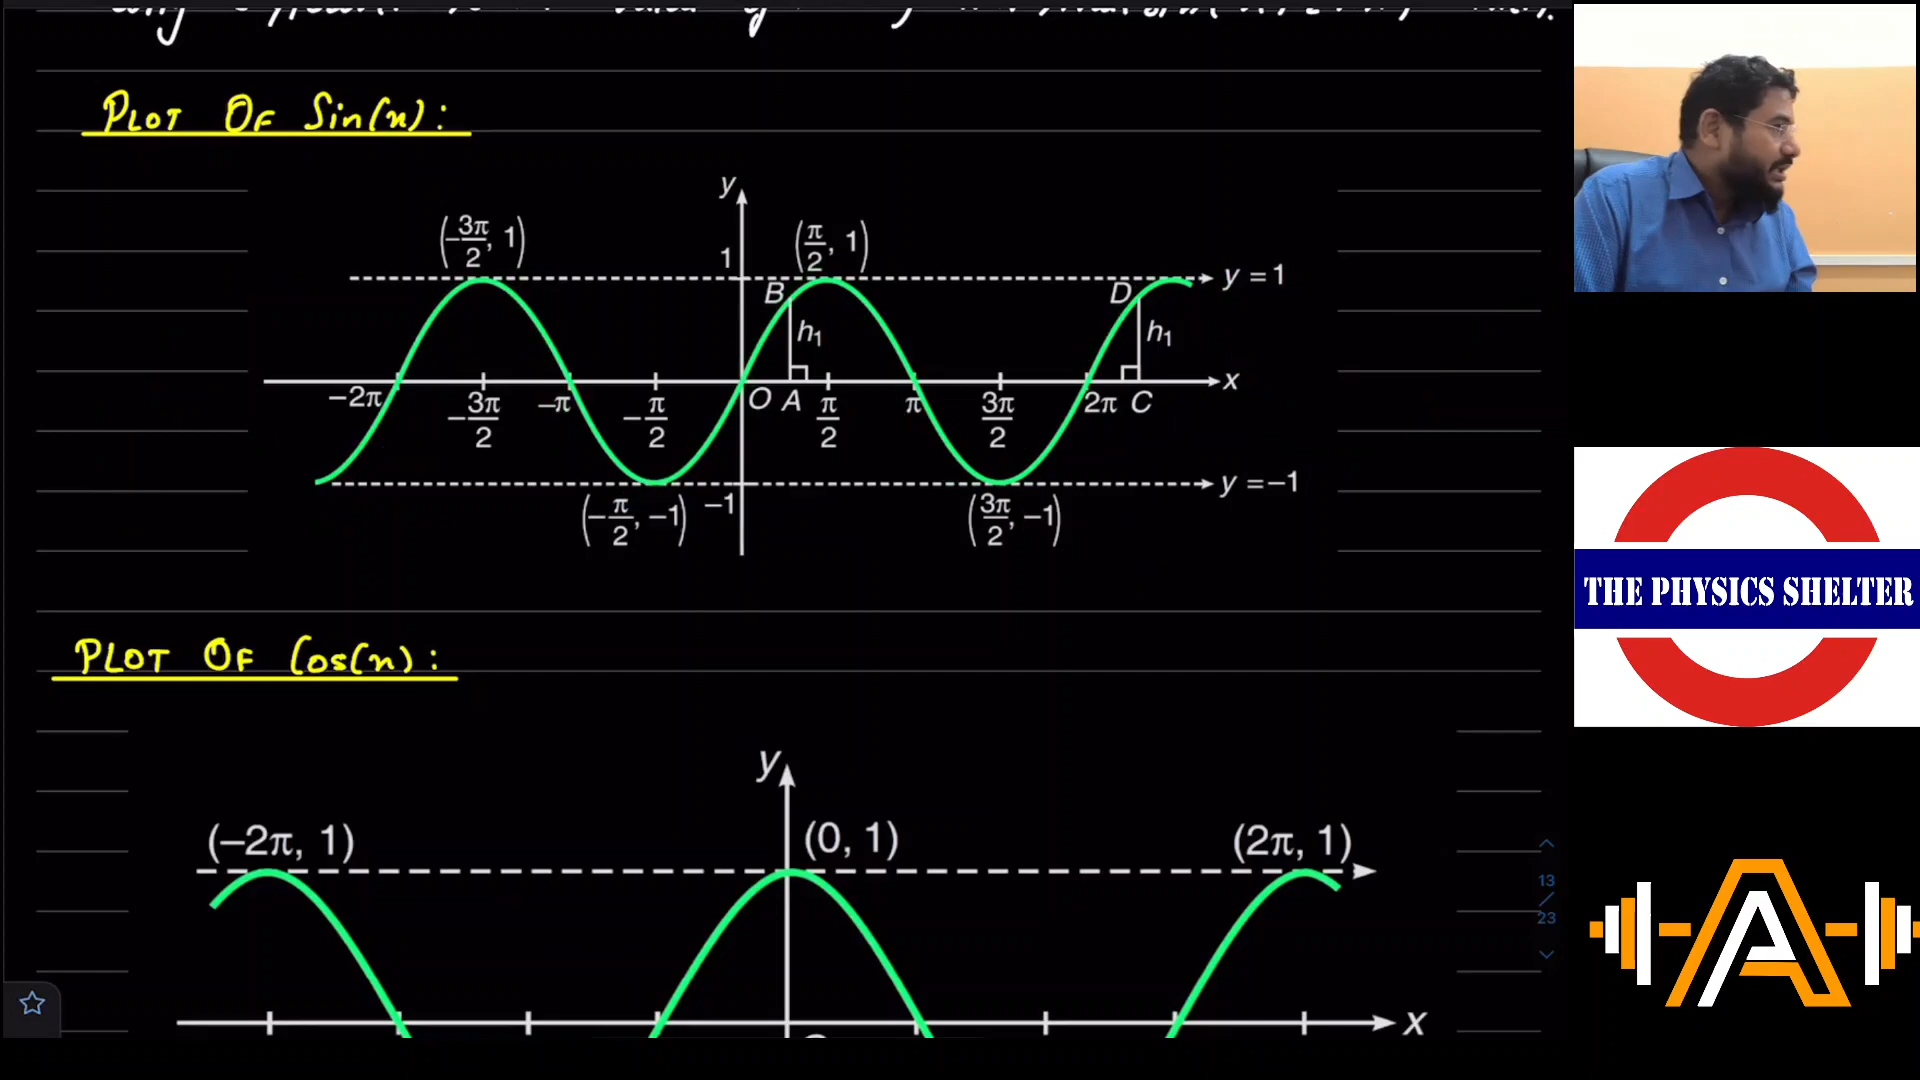 PLOT OF Sin(x):
y
(-3π/2, 1)
(π/2, 1)
1
y = 1
B
D
h₁
h₁
x
−2π
−3π/2
−π
−π/2
O
A
π/2
π
3π/2
2π
C
y =−1
(−π/2, −1)
−1
(3π/2, −1)
THE PHYSICS SHELTER
PLOT OF Cos(x):
y
(−2π, 1)
(0, 1)
(2π, 1)
13
/
23
x